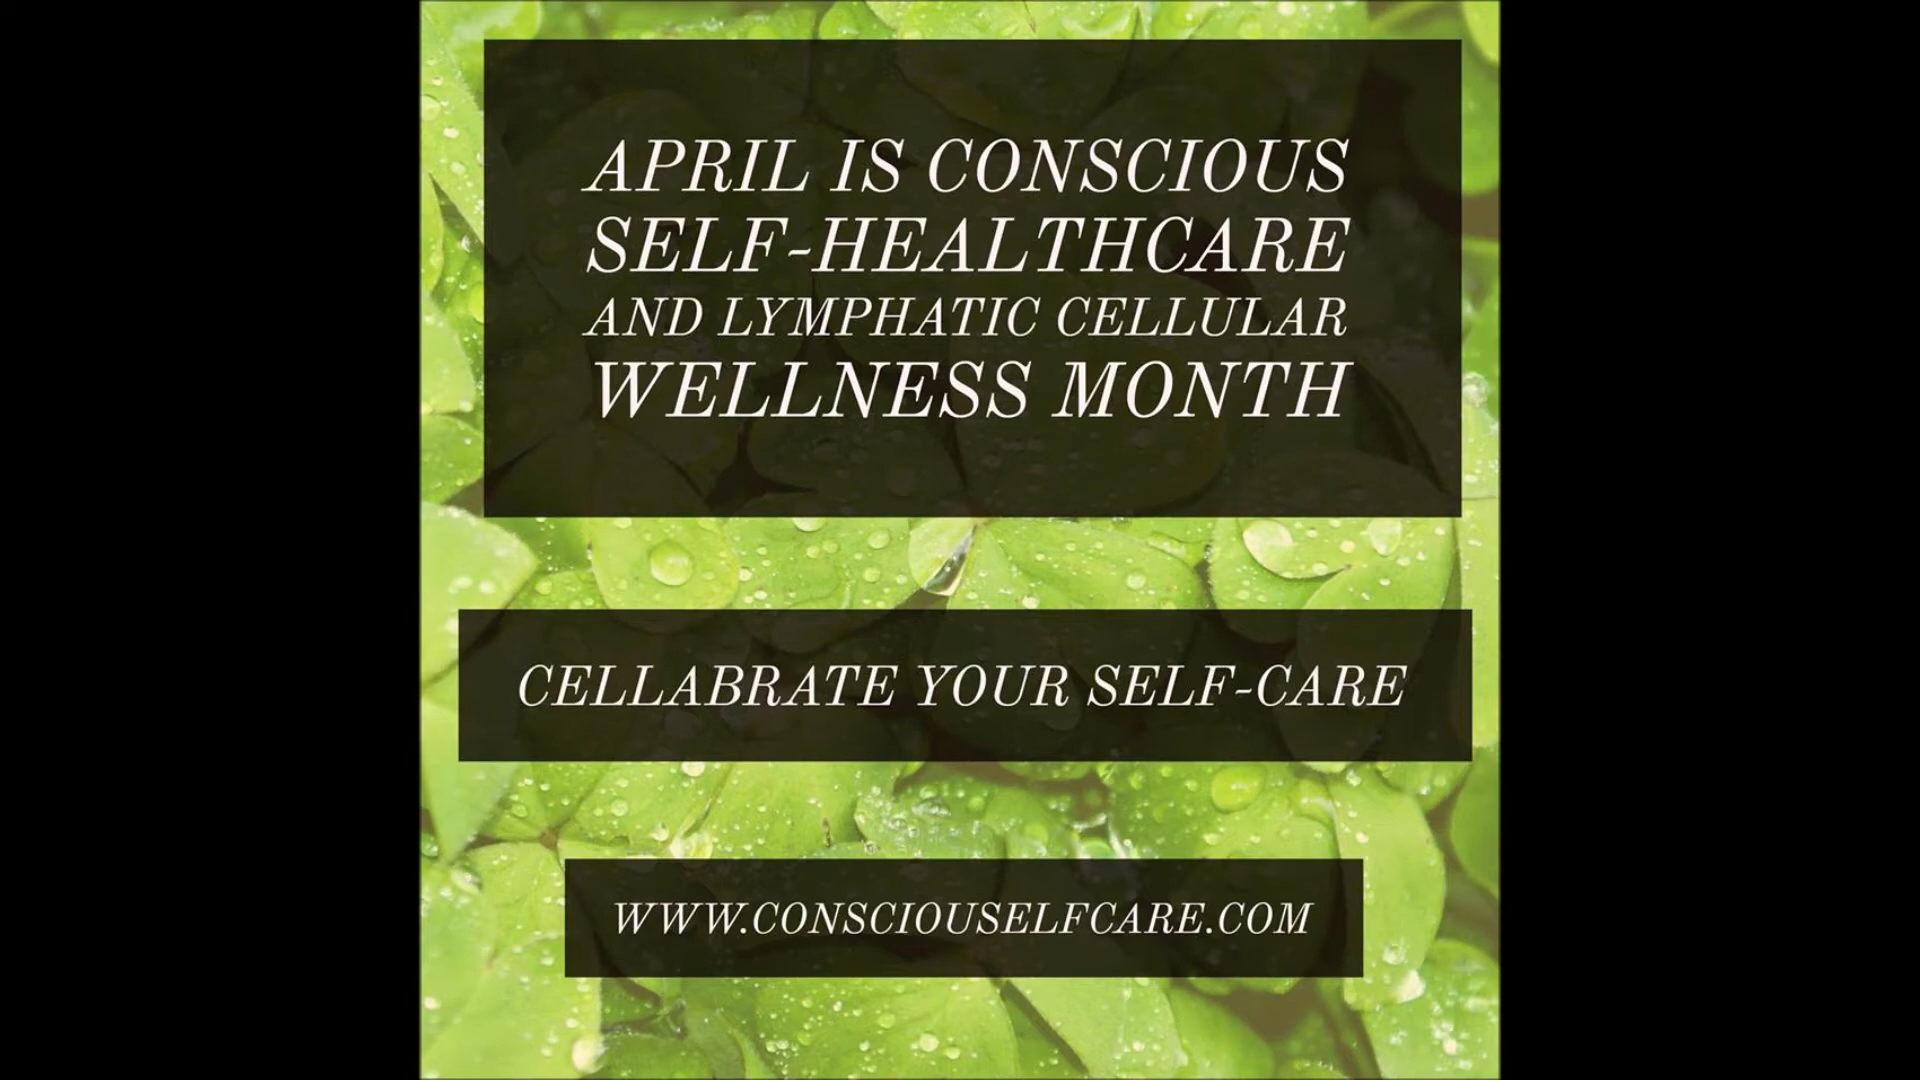 APRIL IS CONSCIOUS
SELF-HEALTHCARE
AND LYMPHATIC CELLULAR
WELLNESS MONTH
CELLABRATE YOUR SELF-CARE
WWW.CONSCIOUSELFCARE.COM